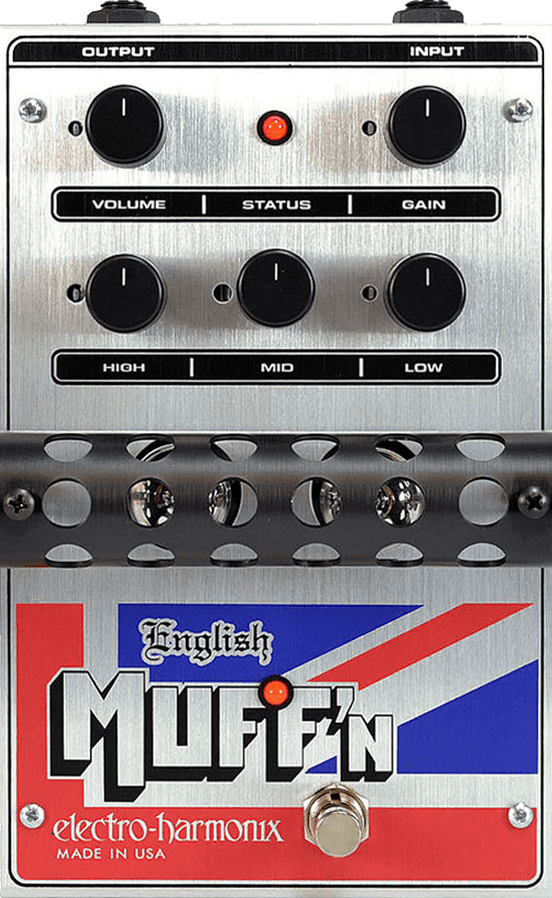 OUTPUT INPUT
VOLUME STATUS GAIN
HIGH MID LOW
English
MUFF'N
electro-harmonix
MADE IN USA